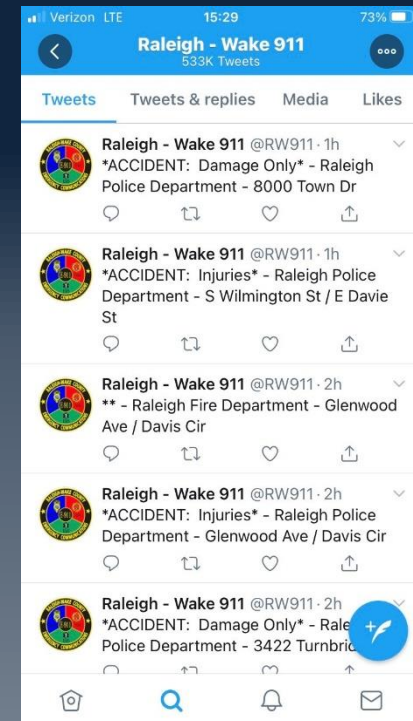 Verizon LTE 15:29 73%
Raleigh - Wake 911
533K Tweets
Tweets Tweets & replies Media Likes
Raleigh - Wake 911 @RW911 · 1h
*ACCIDENT: Damage Only* - Raleigh
Police Department - 8000 Town Dr
Raleigh - Wake 911 @RW911 · 1h
*ACCIDENT: Injuries* - Raleigh Police
Department - S Wilmington St / E Davie
St
Raleigh - Wake 911 @RW911 · 2h
** - Raleigh Fire Department - Glenwood
Ave / Davis Cir
Raleigh - Wake 911 @RW911 · 2h
*ACCIDENT: Injuries* - Raleigh Police
Department - Glenwood Ave / Davis Cir
Raleigh - Wake 911 @RW911 · 2h
*ACCIDENT: Damage Only* - Rale
Police Department - 3422 Turnbri